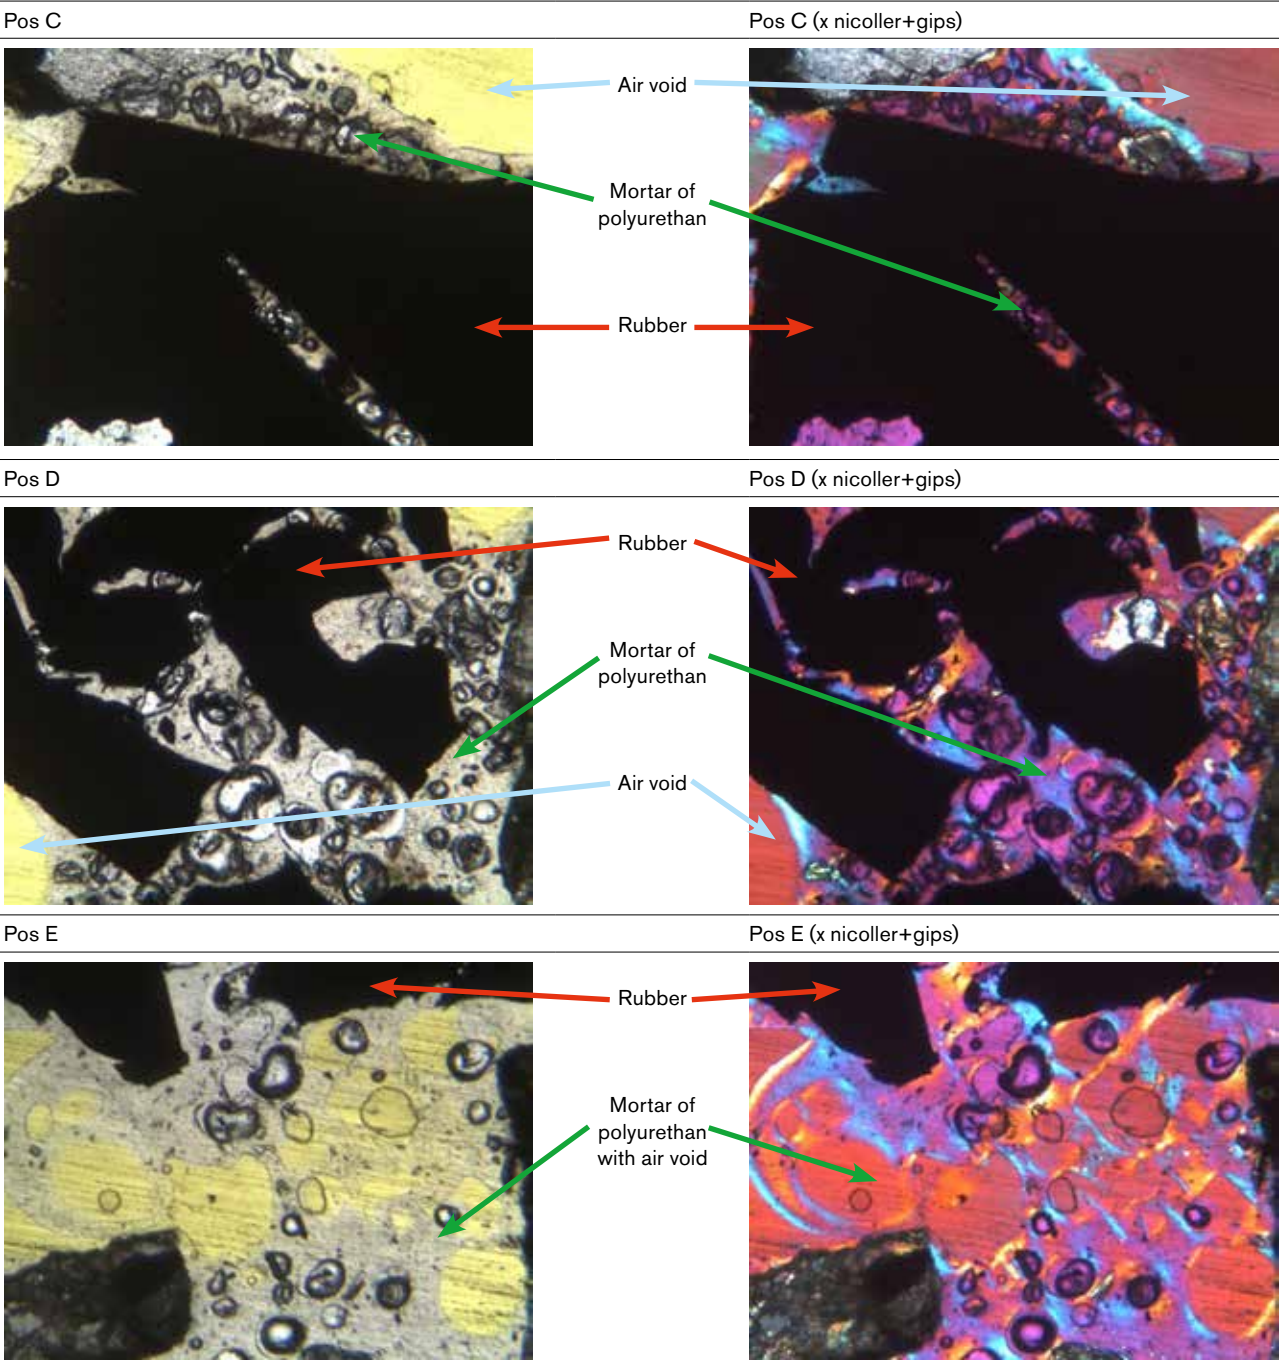 Pos C
Pos C (x nicoller+gips)
Air void
Mortar of
polyurethan
Rubber
Pos D
Pos D (x nicoller+gips)
Rubber
Mortar of
polyurethan
Air void
Pos E
Pos E (x nicoller+gips)
Rubber
Mortar of
polyurethan
with air void